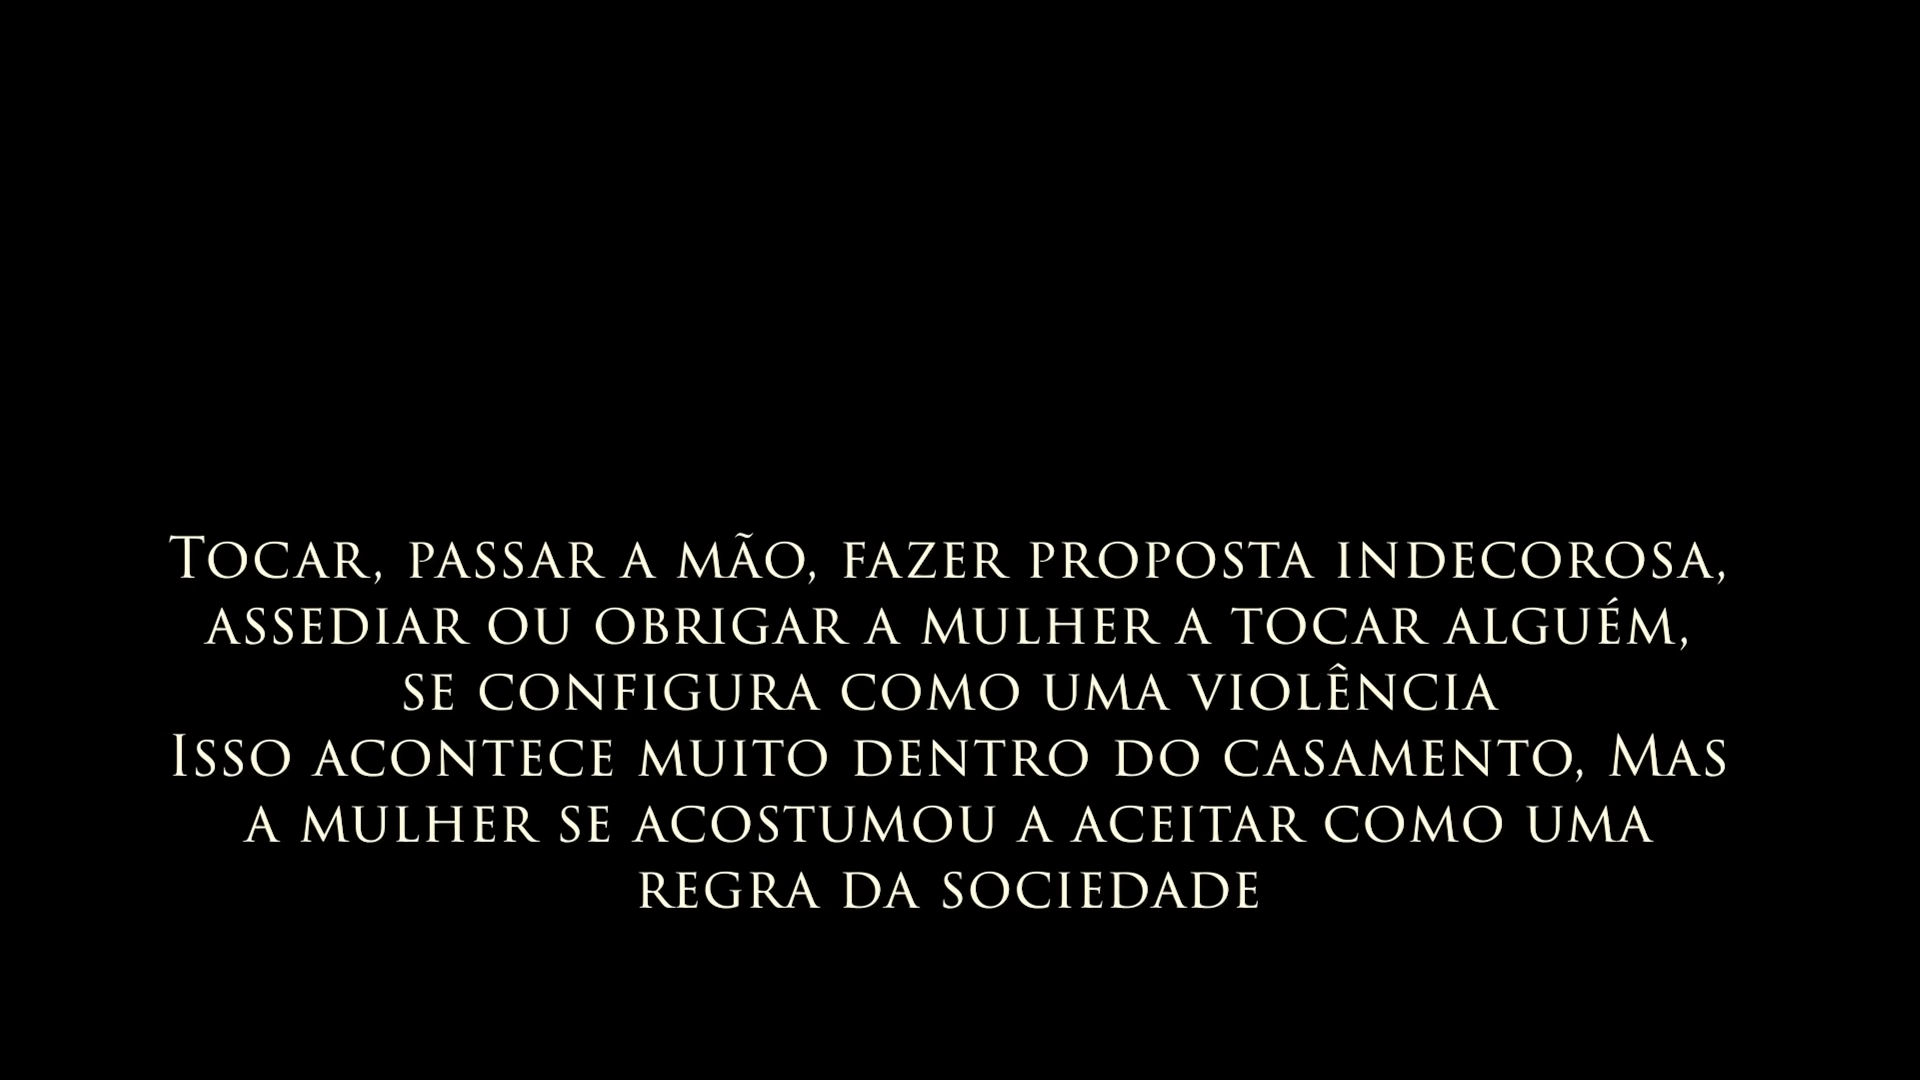 Tocar, passar a mão, fazer proposta indecorosa,
assediar ou obrigar a mulher a tocar alguém,
se configura como uma violência
Isso acontece muito dentro do casamento, Mas
a mulher se acostumou a aceitar como uma
regra da sociedade